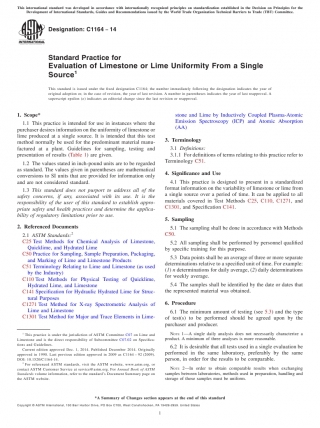 This international standard was developed in accordance with internationally recognized principles on standardization established in the Decision on Principles for the
Development of International Standards, Guides and Recommendations issued by the World Trade Organization Technical Barriers to Trade (TBT) Committee.
Designation: C1164 − 14
INTERNATIONAL
Standard Practice for
Evaluation of Limestone or Lime Uniformity From a Single
Source¹
This standard is issued under the fixed designation C1164; the number immediately following the designation indicates the year of
original adoption or, in the case of revision, the year of last revision. A number in parentheses indicates the year of last reapproval. A
superscript epsilon (ε) indicates an editorial change since the last revision or reapproval.
1. Scope*
1.1 This practice is intended for use in instances where the
purchaser desires information on the uniformity of limestone or
lime produced at a single source. It is intended that this test
method normally be used for the predominant material manu-
factured at a plant. Guidelines for sampling, testing and
presentation of results (Table 1) are given.
1.2 The values stated in inch-pound units are to be regarded
as standard. The values given in parentheses are mathematical
conversions to SI units that are provided for information only
and are not considered standard.
1.3 This standard does not purport to address all of the
safety concerns, if any, associated with its use. It is the
responsibility of the user of this standard to establish appro-
priate safety and health practices and determine the applica-
bility of regulatory limitations prior to use.
2. Referenced Documents
2.1 ASTM Standards:²
C25 Test Methods for Chemical Analysis of Limestone,
Quicklime, and Hydrated Lime
C50 Practice for Sampling, Sample Preparation, Packaging,
and Marking of Lime and Limestone Products
C51 Terminology Relating to Lime and Limestone (as used
by the Industry)
C110 Test Methods for Physical Testing of Quicklime,
Hydrated Lime, and Limestone
C141 Specification for Hydrated Hydraulic Lime for Struc-
tural Purposes
C1271 Test Method for X-ray Spectrometric Analysis of
Lime and Limestone
C1301 Test Method for Major and Trace Elements in Lime-
stone and Lime by Inductively Coupled Plasma-Atomic
Emission Spectroscopy (ICP) and Atomic Absorption
(AA)
3. Terminology
3.1 Definitions:
3.1.1 For definitions of terms relating to this practice refer to
Terminology C51.
4. Significance and Use
4.1 This practice is designed to present in a standardized
format information on the variability of limestone or lime from
a single source over a period of time. It can be applied to all
materials covered in Test Methods C25, C110, C1271, and
C1301, and Specification C141.
5. Sampling
5.1 The sampling shall be done in accordance with Methods
C50.
5.2 All sampling shall be performed by personnel qualified
by specific training for this purpose.
5.3 Data points shall be an average of three or more separate
determinations relative to a specified unit of time. For example:
(1) n determinations for daily average, (2) daily determinations
for weekly average.
5.4 The samples shall be identified by the date or dates that
the represented material was obtained.
6. Procedure
6.1 The minimum amount of testing (see 5.3) and the type
of test(s) to be performed should be agreed upon by the
purchaser and producer.
NOTE 1—A single daily analysis does not necessarily characterize a
product. A minimum of three analyses is more reasonable.
6.2 It is desirable that all tests used in a single evaluation be
performed in the same laboratory, preferably by the same
person, in order for the results to be comparable.
NOTE 2—In order to obtain comparable results when exchanging
samples between laboratories, methods used in preparation, handling and
storage of those samples must be uniform.
¹ This practice is under the jurisdiction of ASTM Committee C07 on Lime and
Limestone and is the direct responsibility of Subcommittee
Current edition approved Dec. 1, 2014. Published December 2014. Originally
approved in 1990. Last previous edition approved in 2009 as
² For referenced ASTM standards, visit the ASTM website, www.astm.org, or
contact ASTM Customer Service at service@astm.org. For Annual Book of ASTM
Standards volume information, refer to the standard's Document Summary page on
the ASTM website.
*A Summary of Changes section appears at the end of this standard
Copyright © ASTM International, 100 Barr Harbor Drive, PO Box C700, West Conshohocken, PA 19428-2959. United States
1